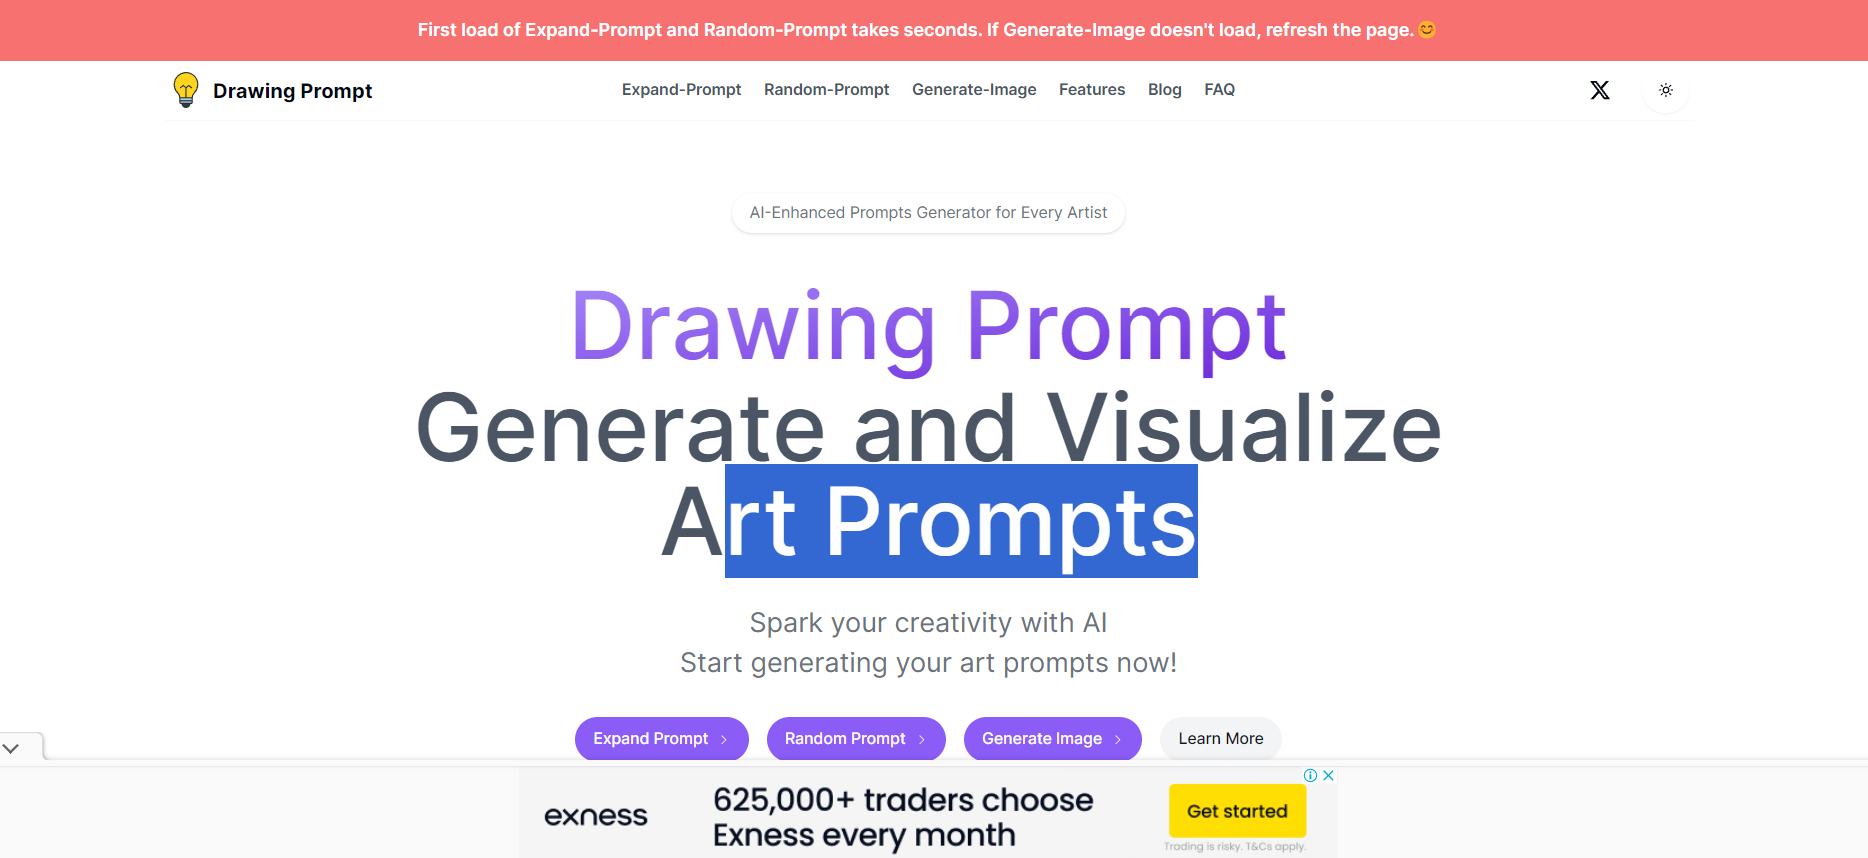 First load of Expand-Prompt and Random-Prompt takes seconds. If Generate-Image doesn't load, refresh the page.😊
Drawing Prompt
Expand-Prompt Random-Prompt Generate-Image Features Blog FAQ
AI-Enhanced Prompts Generator for Every Artist
Drawing Prompt
Generate and Visualize
Art Prompts
Spark your creativity with AI
Start generating your art prompts now!
Expand Prompt Random Prompt Generate Image Learn More
exness
625,000+ traders choose
Exness every month
Get started
Trading is risky. T&Cs apply.